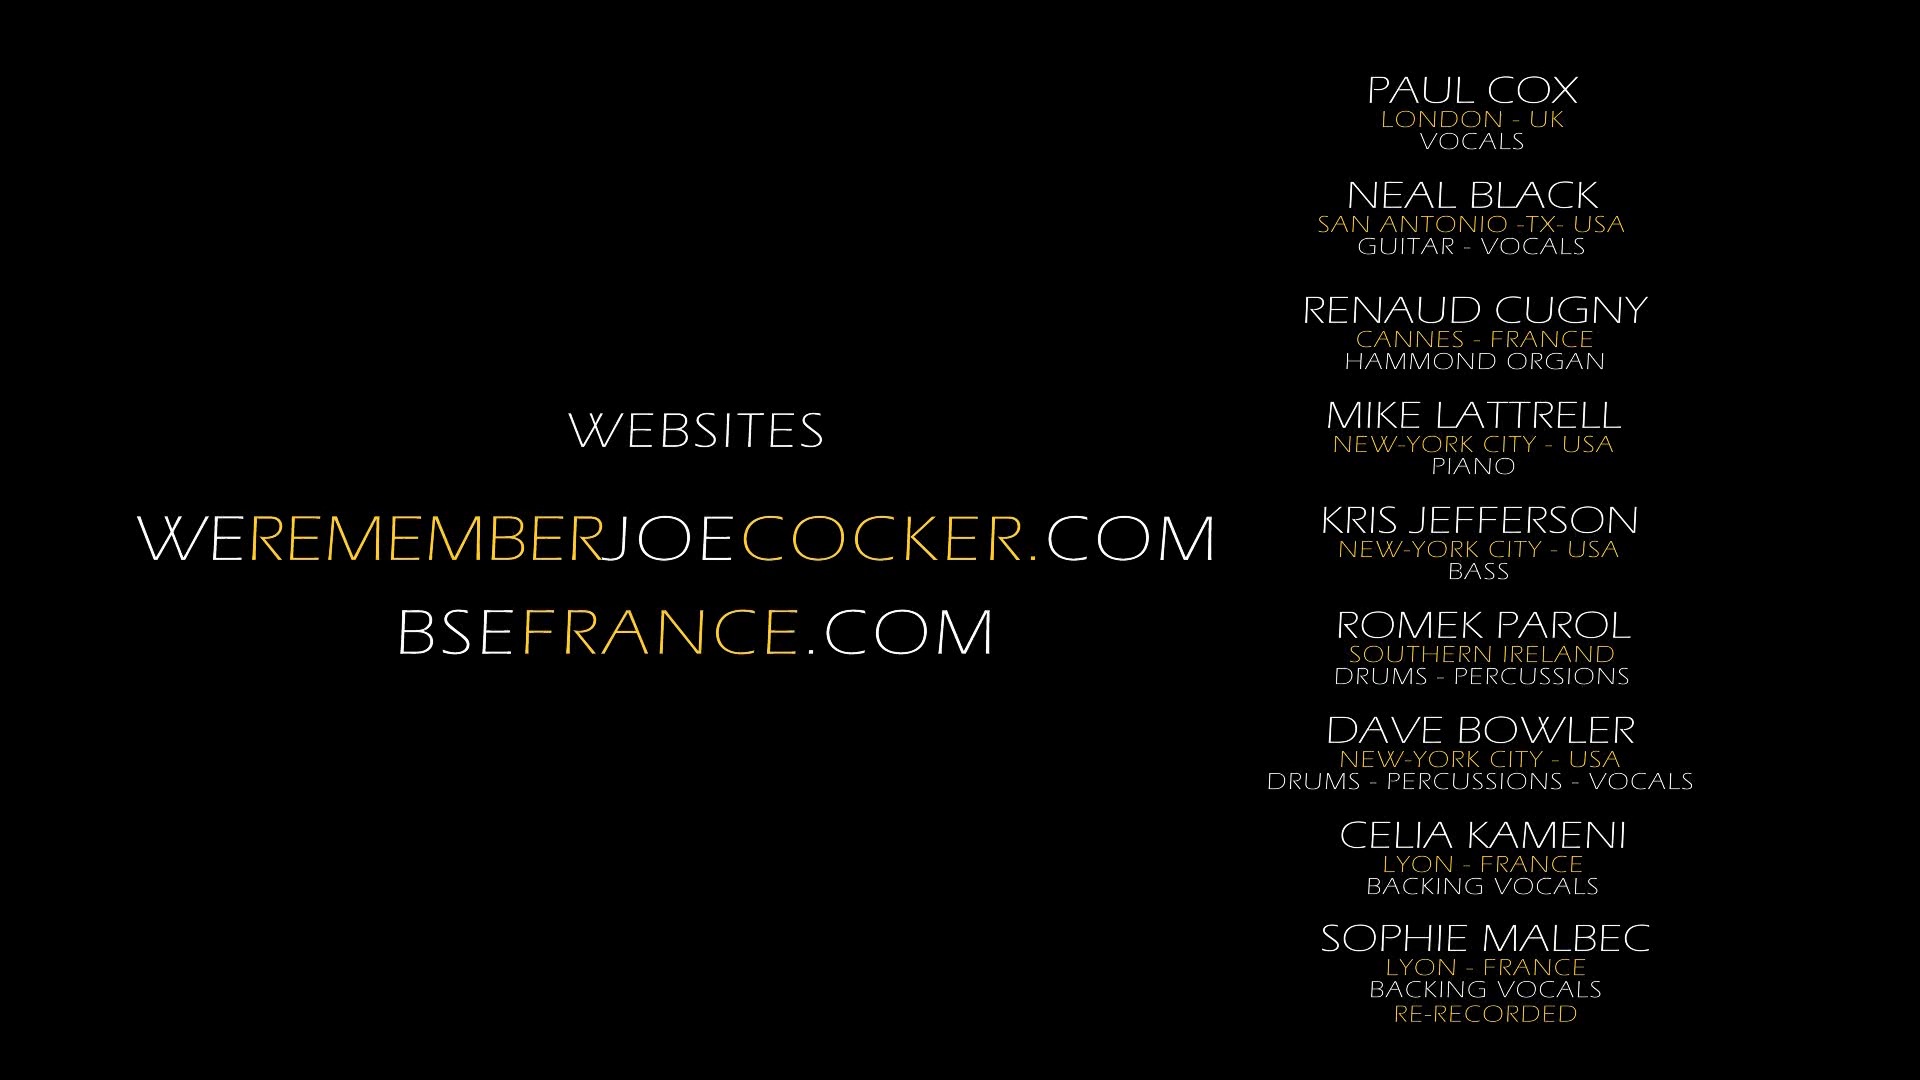 WEBSITES
WEREMEMBERJOECOCKER.COM
BSEFRANCE.COM
PAUL COX
LONDON - UK
VOCALS
NEAL BLACK
SAN ANTONIO -TX- USA
GUITAR - VOCALS
RENAUD CUGNY
CANNES - FRANCE
HAMMOND ORGAN
MIKE LATTRELL
NEW-YORK CITY - USA
PIANO
KRIS JEFFERSON
NEW-YORK CITY - USA
BASS
ROMEK PAROL
SOUTHERN IRELAND
DRUMS - PERCUSSIONS
DAVE BOWLER
NEW-YORK CITY - USA
DRUMS - PERCUSSIONS - VOCALS
CELIA KAMENI
LYON - FRANCE
BACKING VOCALS
SOPHIE MALBEC
LYON - FRANCE
BACKING VOCALS
RE-RECORDED